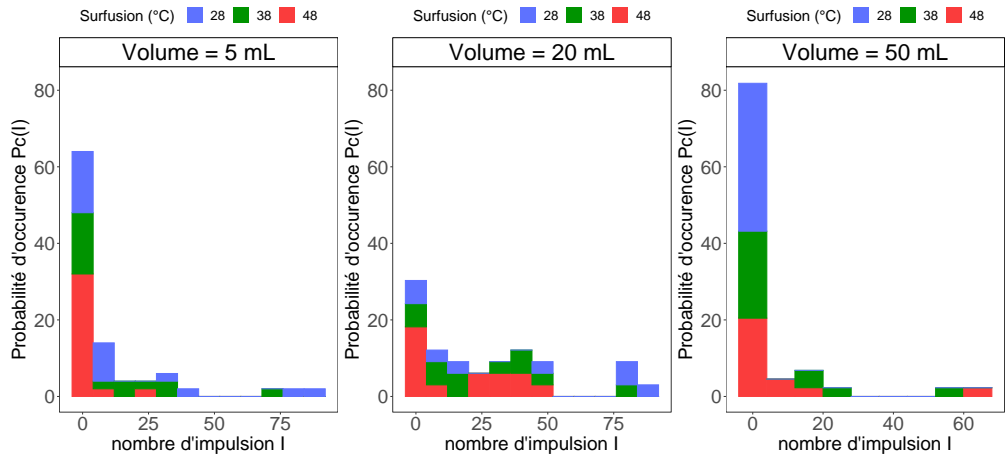 Surfusion (°C) 28 38 48
Volume = 5 mL
Probabilité d'occurence Pc(I)
80
60
40
20
0
0 25 50 75
nombre d'impulsion I
Surfusion (°C) 28 38 48
Volume = 20 mL
Probabilité d'occurence Pc(I)
80
60
40
20
0
0 25 50 75
nombre d'impulsion I
Surfusion (°C) 28 38 48
Volume = 50 mL
Probabilité d'occurence Pc(I)
80
60
40
20
0
0 20 40 60
nombre d'impulsion I